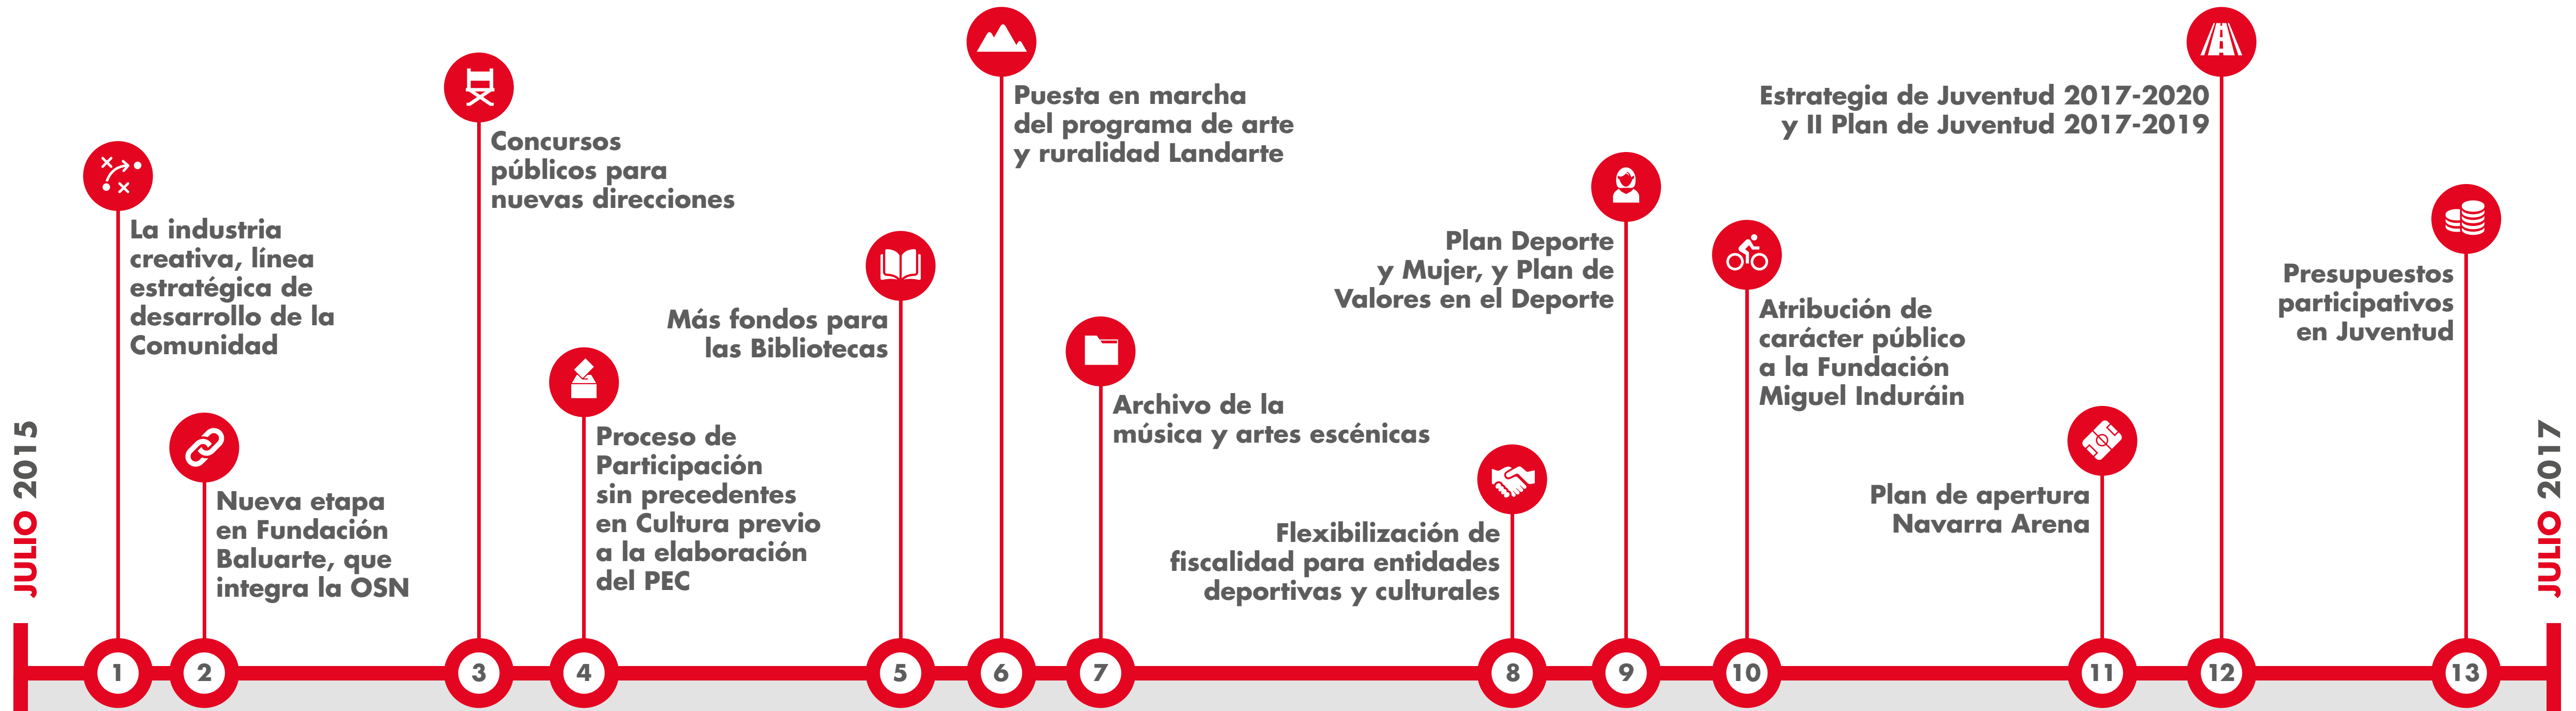 JULIO 2015
La industria
creativa, línea
estratégica de
desarrollo de la
Comunidad
Nueva etapa
en Fundación
Baluarte, que
integra la OSN
Concursos
públicos para
nuevas direcciones
Proceso de
Participación
sin precedentes
en Cultura previo
a la elaboración
del PEC
Más fondos para
las Bibliotecas
Puesta en marcha
del programa de arte
y ruralidad Landarte
Archivo de la
música y artes escénicas
Flexibilización de
fiscalidad para entidades
deportivas y culturales
Plan Deporte
y Mujer, y Plan de
Valores en el Deporte
Atribución de
carácter público
a la Fundación
Miguel Induráin
Plan de apertura
Navarra Arena
Estrategia de Juventud 2017-2020
y II Plan de Juventud 2017-2019
Presupuestos
participativos
en Juventud
JULIO 2017
1 2 3 4 5 6 7 8 9 10 11 12 13